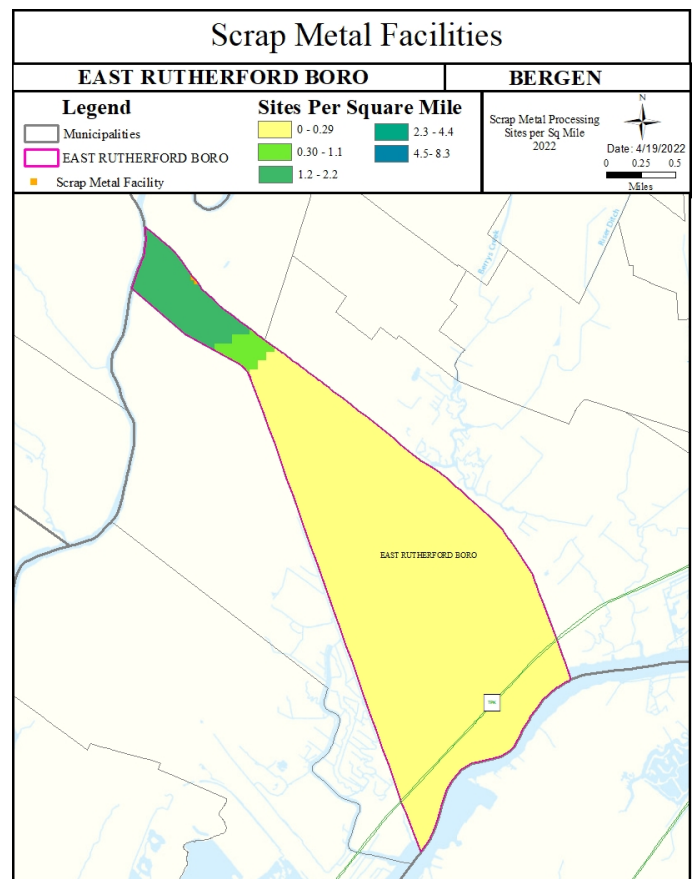 Scrap Metal Facilities
EAST RUTHERFORD BORO
BERGEN
Legend
Municipalities
EAST RUTHERFORD BORO
Scrap Metal Facility
Sites Per Square Mile
0 - 0.29
0.30 - 1.1
1.2 - 2.2
2.3 - 4.4
4.5- 8.3
Scrap Metal Processing
Sites per Sq Mile
2022
N
Date: 4/19/2022
0 0.25 0.5
Miles
Berrys Creek
EAST RUTHERFORD BORO